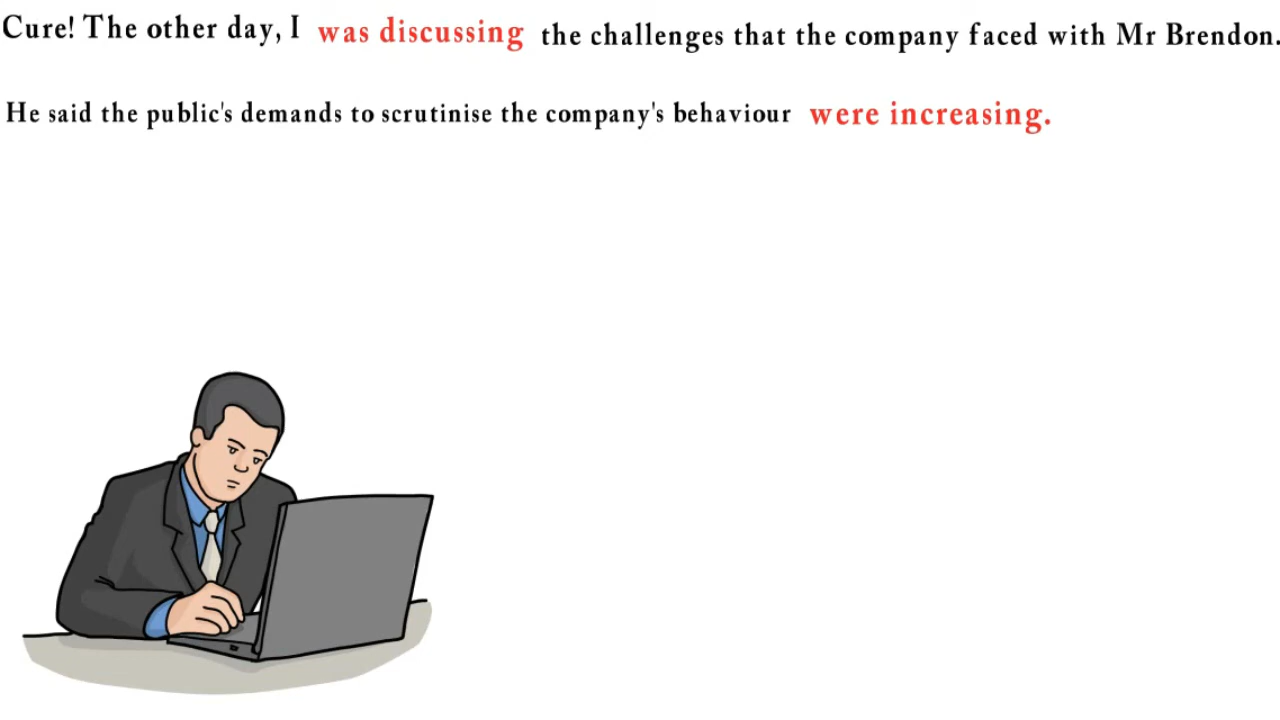 Cure! The other day, I was discussing the challenges that the company faced with Mr Brendon.
He said the public's demands to scrutinise the company's behaviour were increasing.